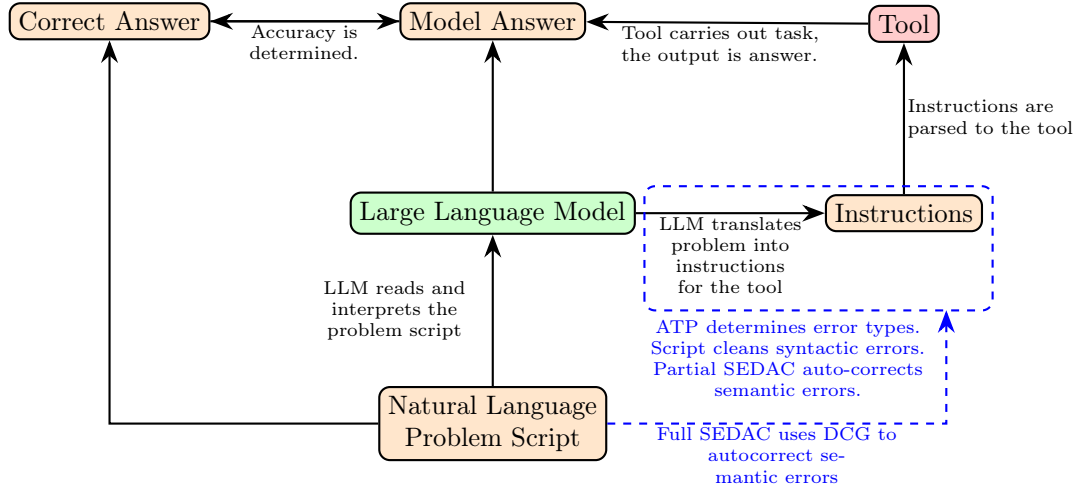 Correct Answer
Accuracy is
determined.
Model Answer
Tool carries out task,
the output is answer.
Tool
Instructions are
parsed to the tool
Large Language Model
LLM translates
problem into
instructions
for the tool
Instructions
LLM reads and
interprets the
problem script
ATP determines error types.
Script cleans syntactic errors.
Partial SEDAC auto-corrects
semantic errors.
Natural Language
Problem Script
Full SEDAC uses DCG to
autocorrect se-
mantic errors